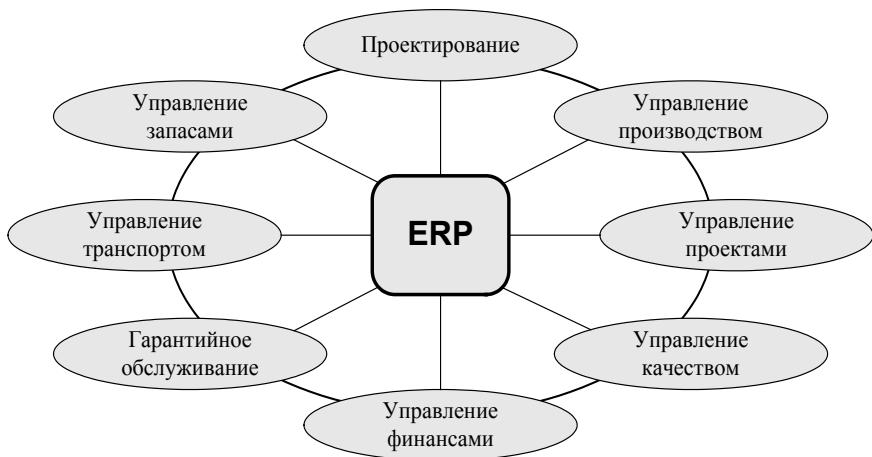 Проектирование
Управление
запасами
Управление
производством
Управление
транспортом
ERP
Управление
проектами
Гарантийное
обслуживание
Управление
качеством
Управление
финансами